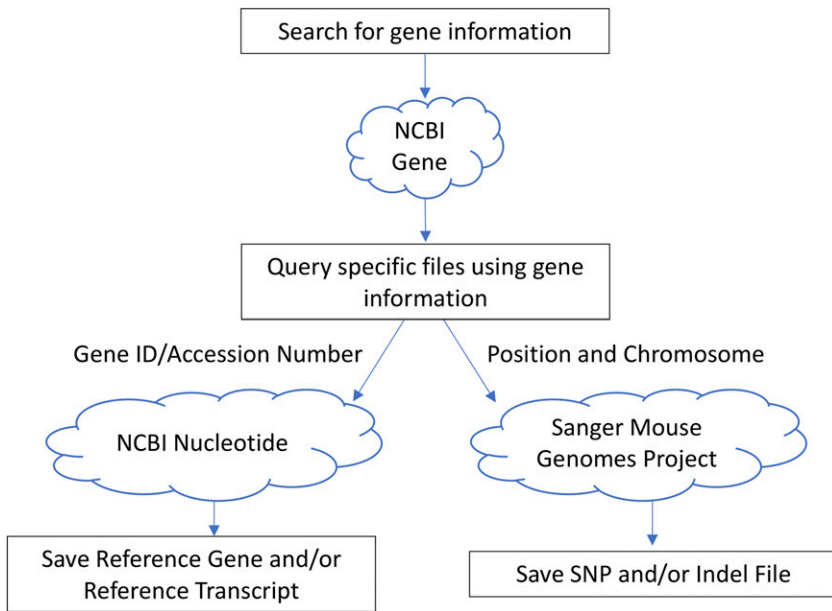 Search for gene information
NCBI
Gene
Query specific files using gene
information
Gene ID/Accession Number
Position and Chromosome
NCBI Nucleotide
Sanger Mouse
Genomes Project
Save Reference Gene and/or
Reference Transcript
Save SNP and/or Indel File